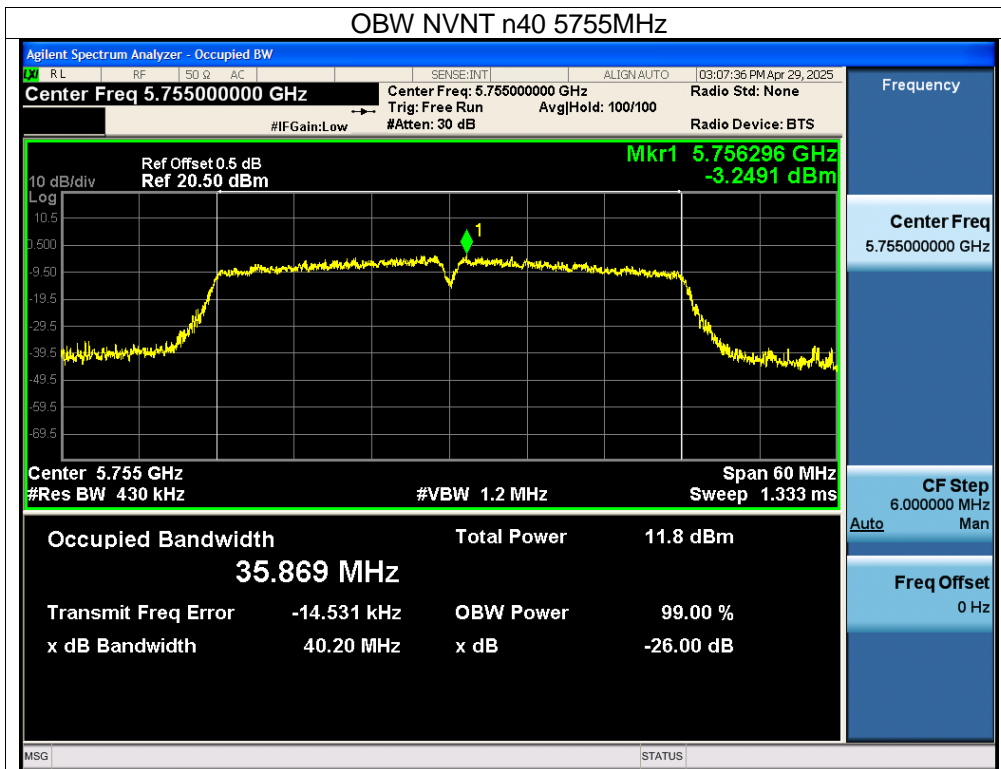 OBW NVNT n40 5755MHz
Agilent Spectrum Analyzer - Occupied BW
LXI RL RF 50 Ω AC SENSE:INT ALIGN AUTO 03:07:36 PM Apr 29, 2025
Center Freq 5.755000000 GHz
Center Freq: 5.755000000 GHz
Radio Std: None
Trig: Free Run Avg|Hold: 100/100
#IFGain:Low #Atten: 30 dB Radio Device: BTS
Mkr1 5.756296 GHz
-3.2491 dBm
Ref Offset 0.5 dB
10 dB/div Ref 20.50 dBm
Log
10.5
0.500
-9.50
-19.5
-29.5
-39.5
-49.5
-59.5
-69.5
1
Center 5.755 GHz Span 60 MHz
#Res BW 430 kHz #VBW 1.2 MHz Sweep 1.333 ms
Occupied Bandwidth Total Power 11.8 dBm
35.869 MHz
Transmit Freq Error -14.531 kHz OBW Power 99.00 %
x dB Bandwidth 40.20 MHz x dB -26.00 dB
Frequency
Center Freq
5.755000000 GHz
CF Step
6.000000 MHz
Auto Man
Freq Offset
0 Hz
MSG STATUS